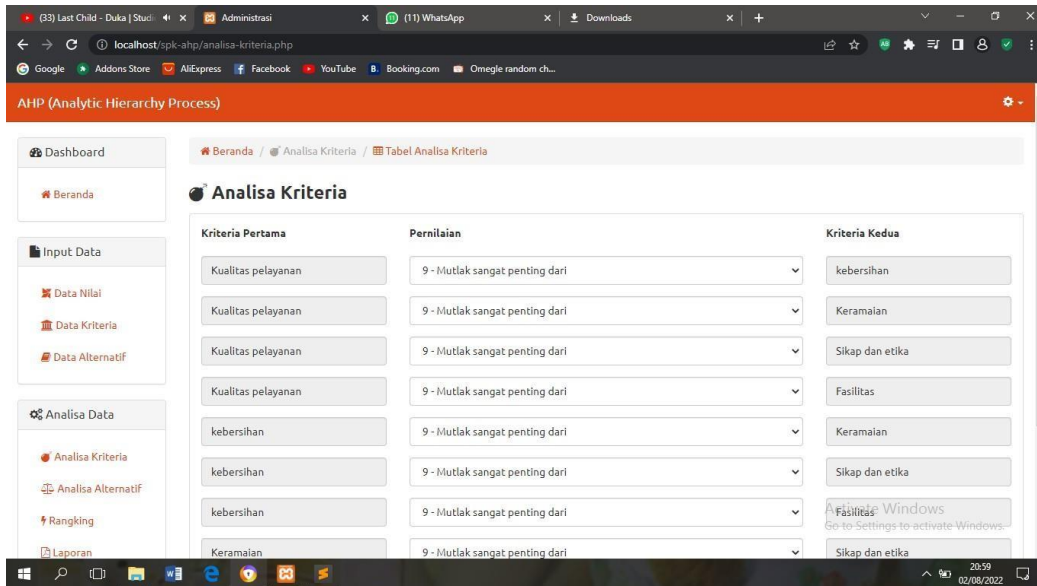 (33) Last Child - Duka | Studi
Administrasi
(11) WhatsApp
Downloads
localhost/spk-ahp/analisa-kriteria.php
Google Addons Store AliExpress Facebook YouTube Booking.com Omegle random ch...
AHP (Analytic Hierarchy Process)
Dashboard
Beranda
Input Data
Data Nilai
Data Kriteria
Data Alternatif
Analisa Data
Analisa Kriteria
Analisa Alternatif
Rangking
Laporan
Beranda / Analisa Kriteria / Tabel Analisa Kriteria
Analisa Kriteria
Kriteria Pertama Pernilaian Kriteria Kedua
Kualitas pelayanan 9 - Mutlak sangat penting dari kebersihan
Kualitas pelayanan 9 - Mutlak sangat penting dari Keramaian
Kualitas pelayanan 9 - Mutlak sangat penting dari Sikap dan etika
Kualitas pelayanan 9 - Mutlak sangat penting dari Fasilitas
kebersihan 9 - Mutlak sangat penting dari Keramaian
kebersihan 9 - Mutlak sangat penting dari Sikap dan etika
kebersihan 9 - Mutlak sangat penting dari Fasilitas
Keramaian 9 - Mutlak sangat penting dari Sikap dan etika
Activate Windows
Go to Settings to activate Windows.
20:59
02/08/2022